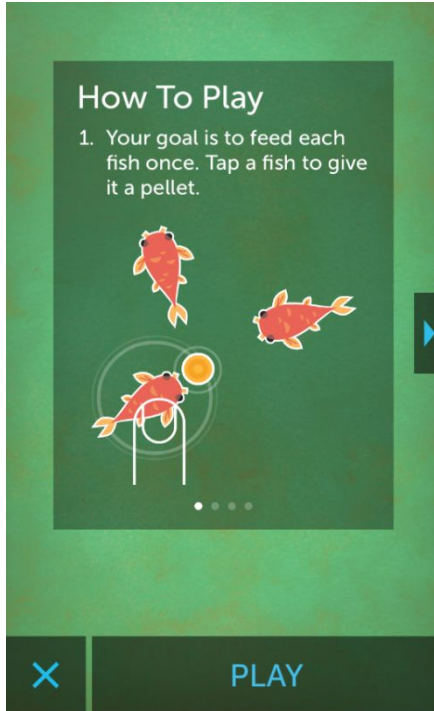 How To Play
1. Your goal is to feed each
fish once. Tap a fish to give
it a pellet.
PLAY